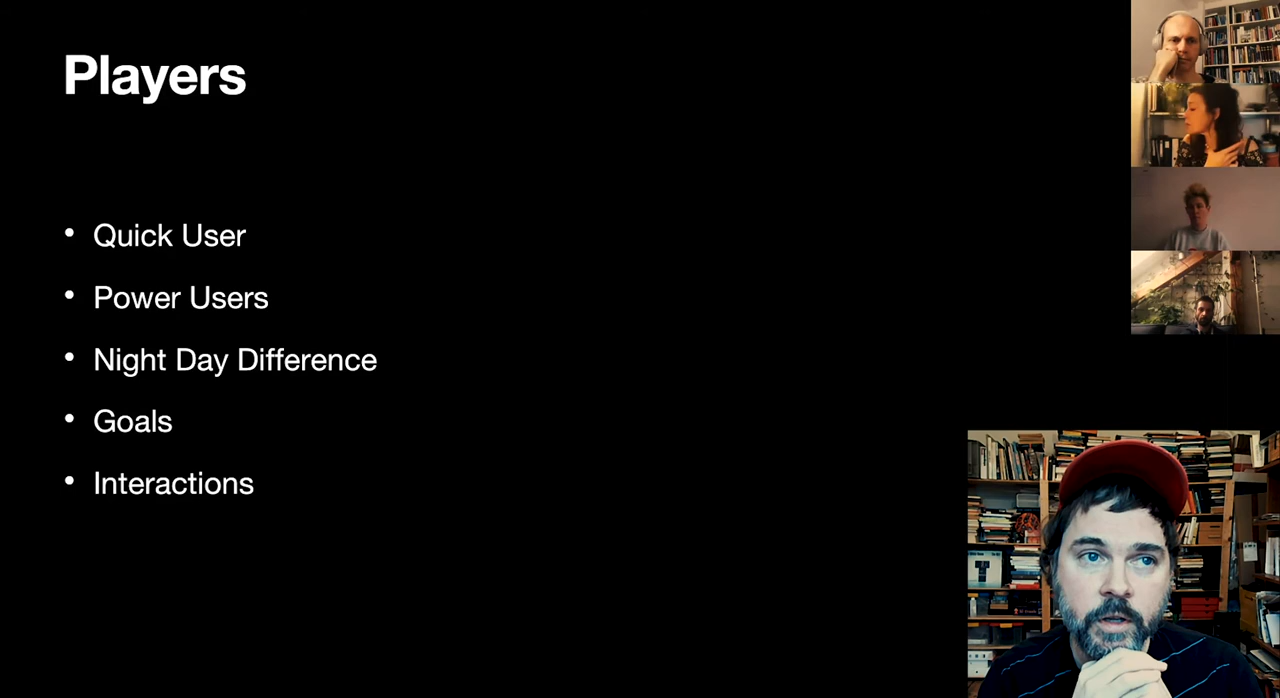 Players
• Quick User
• Power Users
• Night Day Difference
• Goals
• Interactions